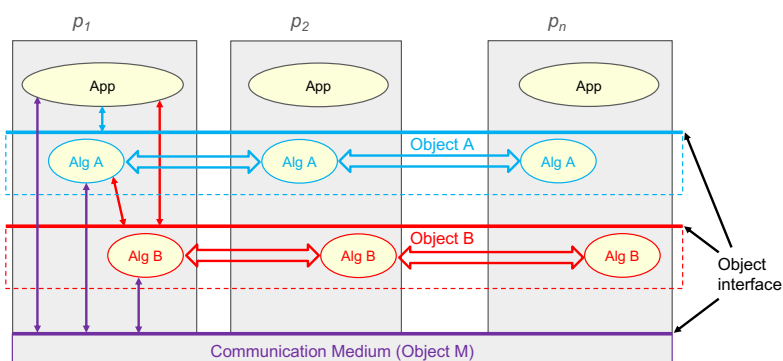 p1
p2
pn
App
App
App
Object A
Alg A
Alg A
Alg A
Object B
Alg B
Alg B
Alg B
Object
interface
Communication Medium (Object M)